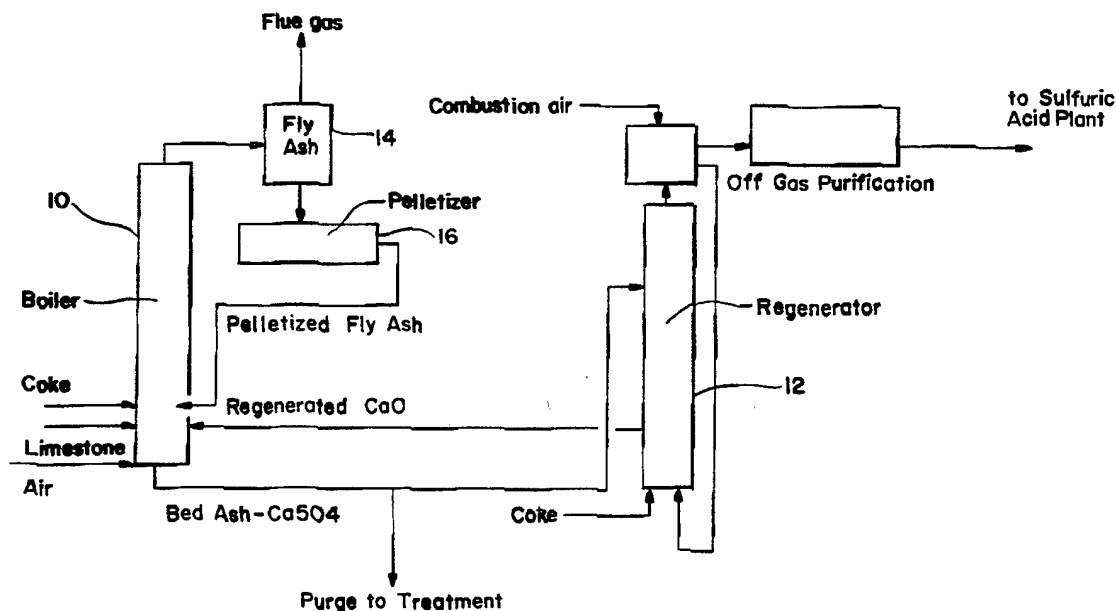 Flue gas
Combustion air
to Sulfuric
Acid Plant
Fly
Ash
14
Off Gas Purification
10
Pelletizer
16
Boiler
Regenerator
Pelletized Fly Ash
12
Coke
Regenerated CaO
Limestone
Air
Bed Ash-Ca504
Coke
Purge to Treatment